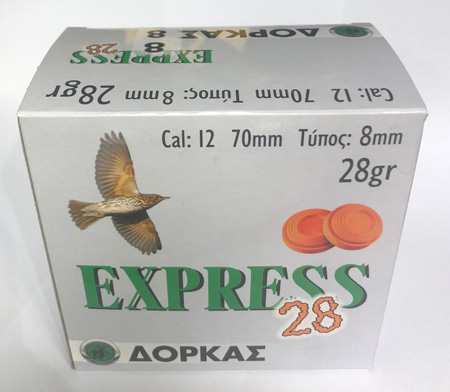 ΔΟΡΚΑΣ 8
EXPRESS 28 8
Cal: 12 70mm Τύπος: 8mm 28gr
Cal: 12 70mm Τύπος: 8mm
28gr
EXPRESS
28
ΔΟΡΚΑΣ